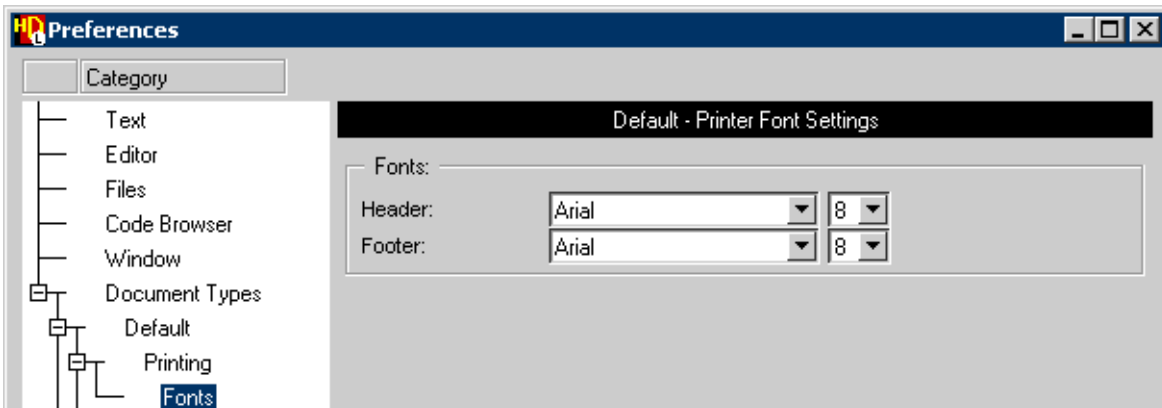 HDL Preferences
Category
Text
Editor
Files
Code Browser
Window
Document Types
Default
Printing
Fonts
Default - Printer Font Settings
Fonts:
Header: Arial 8
Footer: Arial 8